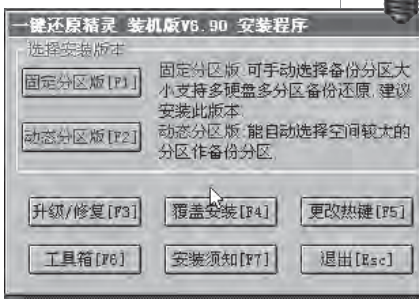 一键还原精灵 装机版V6.90 安装程序
选择安装版本
固定分区版[F1]
固定分区版:可手动选择备份分区大
小支持多硬盘多分区备份还原.建议
安装此版本.
动态分区版[F2]
动态分区版:能自动选择空间较大的
分区作备份分区.
升级/修复[F3]
覆盖安装[F4]
更改热键[F5]
工具箱[F6]
安装须知[F7]
退出[Esc]